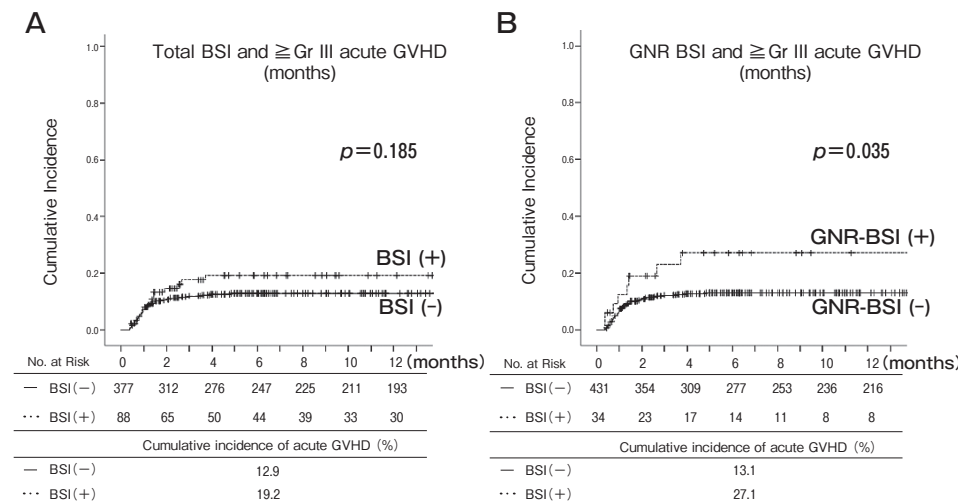 A
Total BSI and ≧Gr III acute GVHD
(months)
Cumulative Incidence
1.0
0.8
0.6
0.4
0.2
0.0
p=0.185
BSI (+)
BSI (-)
No. at Risk
0 2 4 6 8 10 12 (months)
— BSI(−) 377 312 276 247 225 211 193
··· BSI(+) 88 65 50 44 39 33 30
Cumulative incidence of acute GVHD (%)
— BSI(−) 12.9
··· BSI(+) 19.2
B
GNR BSI and ≧Gr III acute GVHD
(months)
Cumulative Incidence
1.0
0.8
0.6
0.4
0.2
0.0
p=0.035
GNR-BSI (+)
GNR-BSI (-)
No. at Risk
0 2 4 6 8 10 12 (months)
— BSI(−) 431 354 309 277 253 236 216
··· BSI(+) 34 23 17 14 11 8 8
Cumulative incidence of acute GVHD (%)
— BSI(−) 13.1
··· BSI(+) 27.1